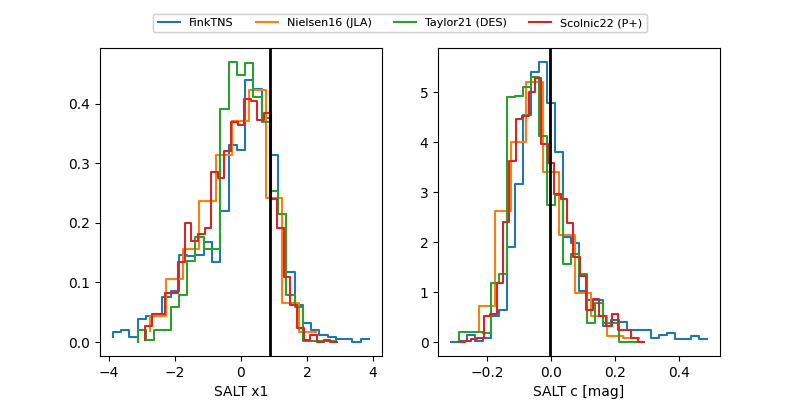 FinkTNS Nielsen16 (JLA) Taylor21 (DES) Scolnic22 (P+)
0.4
0.3
0.2
0.1
0.0
−4 −2 0 2 4
SALT x1
5
4
3
2
1
0
−0.2 0.0 0.2 0.4
SALT c [mag]